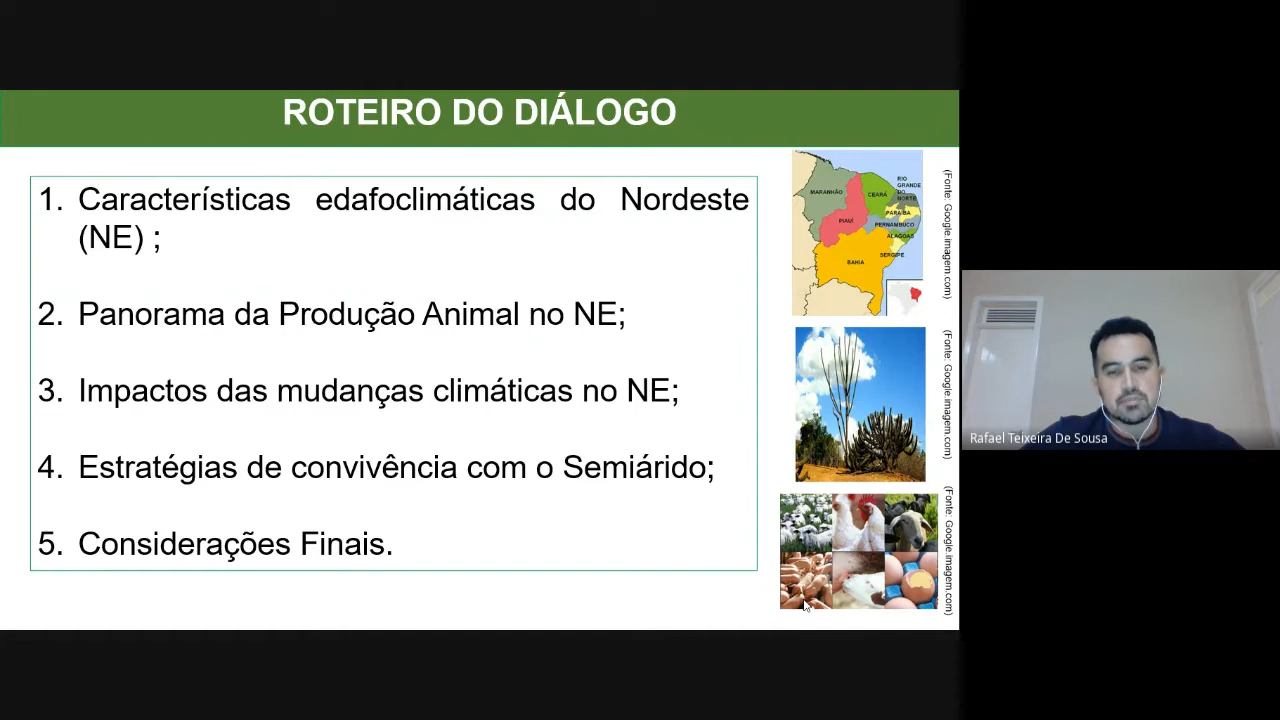 ROTEIRO DO DIÁLOGO
1. Características edafoclimáticas do Nordeste
(NE) ;
2. Panorama da Produção Animal no NE;
3. Impactos das mudanças climáticas no NE;
4. Estratégias de convivência com o Semiárido;
5. Considerações Finais.
MARANHÃO
PIAUÍ
CEARÁ
RIO
GRANDE
DO
NORTE
PARAÍBA
PERNAMBUCO
ALAGOAS
SERGIPE
BAHIA
(Fonte: Google.imagem.com)
(Fonte: Google.imagem.com)
(Fonte: Google.imagem.com)
Rafael Teixeira De Sousa